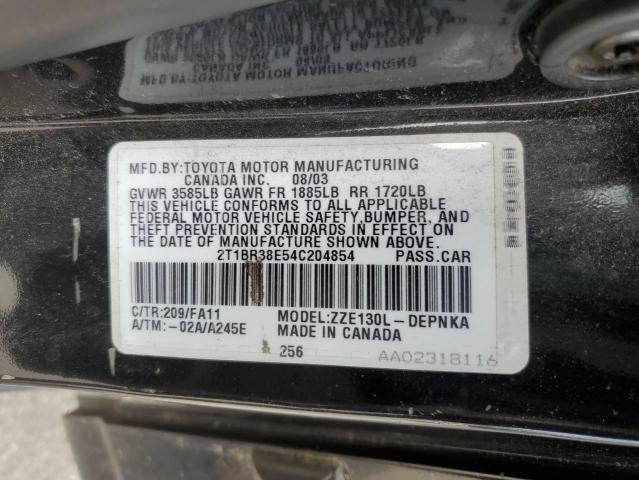 MFD.BY:TOYOTA MOTOR MANUFACTURING
CANADA INC. 08/03
GVWR 3585LB GAWR FR 1885LB RR 1720LB
THIS VEHICLE CONFORMS TO ALL APPLICABLE
FEDERAL MOTOR VEHICLE SAFETY,BUMPER, AND
THEFT PREVENTION STANDARDS IN EFFECT ON
THE DATE OF MANUFACTURE SHOWN ABOVE.
2T1BR38E54C204854 PASS.CAR
C/TR:209/FA11 MODEL:ZZE130L-DEPNKA
A/TM:-02A/A245E MADE IN CANADA
256 AA02318116